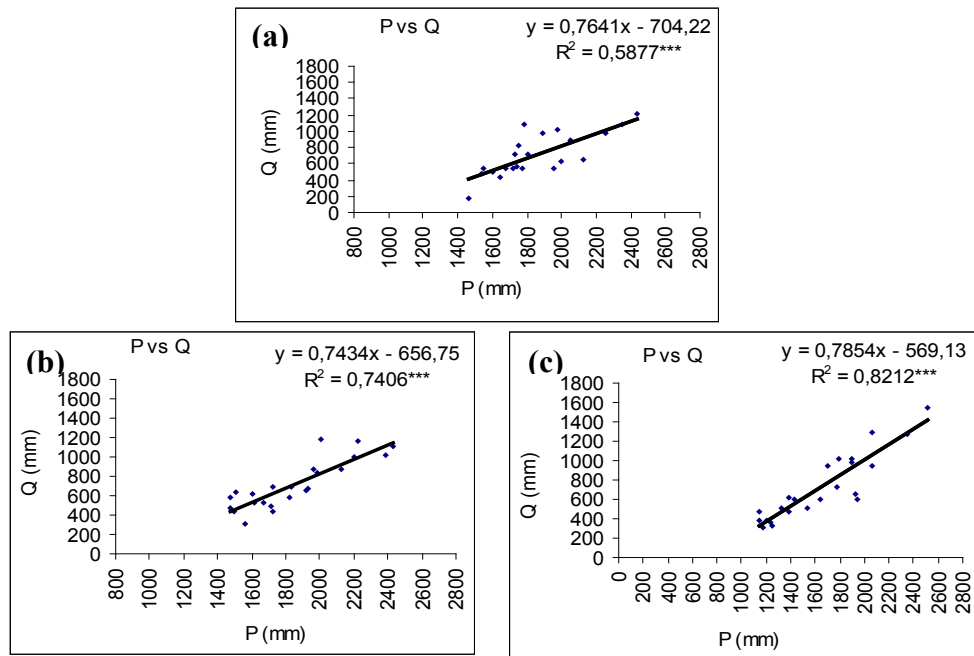 (a)
P vs Q
y = 0,7641x - 704,22
R² = 0,5877***
1800
1600
1400
1200
1000
800
600
400
200
0
Q (mm)
800 1000 1200 1400 1600 1800 2000 2200 2400 2600 2800
P (mm)
(b)
P vs Q
y = 0,7434x - 656,75
R² = 0,7406***
1800
1600
1400
1200
1000
800
600
400
200
0
Q (mm)
800 1000 1200 1400 1600 1800 2000 2200 2400 2600 2800
P (mm)
(c)
P vs Q
y = 0,7854x - 569,13
R² = 0,8212***
1800
1600
1400
1200
1000
800
600
400
200
0
Q (mm)
0 200 400 600 800 1000 1200 1400 1600 1800 2000 2200 2400 2600 2800
P (mm)